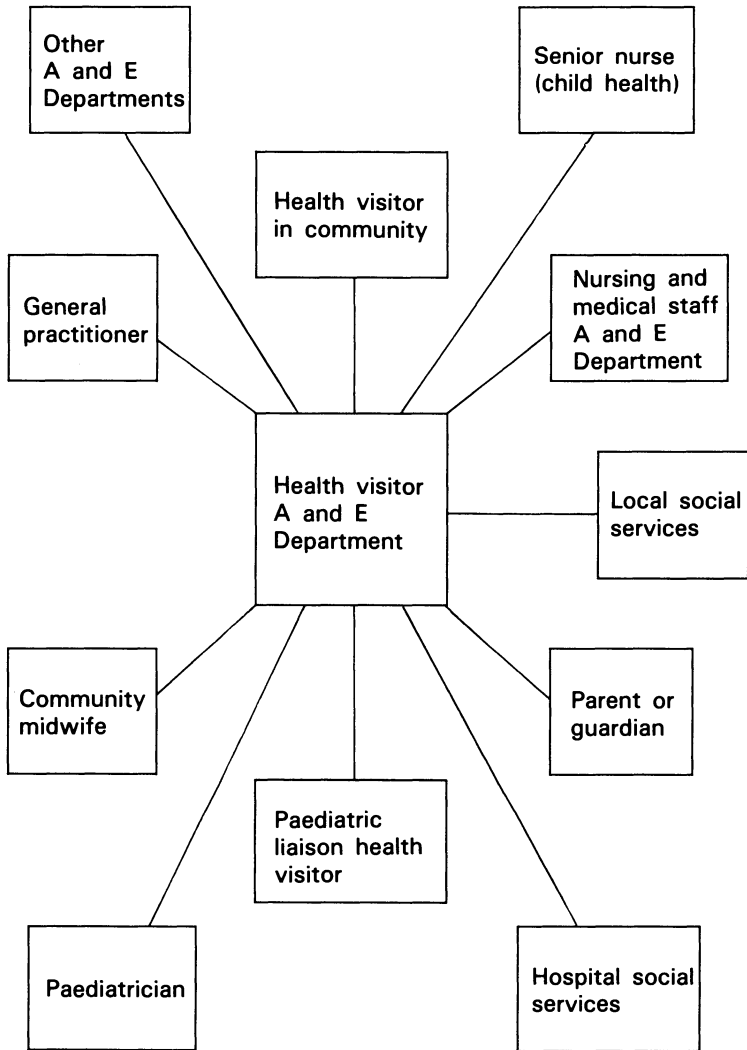 Other
A and E
Departments
Senior nurse
(child health)
Health visitor
in community
General
practitioner
Nursing and
medical staff
A and E
Department
Health visitor
A and E
Department
Local social
services
Community
midwife
Parent or
guardian
Paediatric
liaison health
visitor
Paediatrician
Hospital social
services